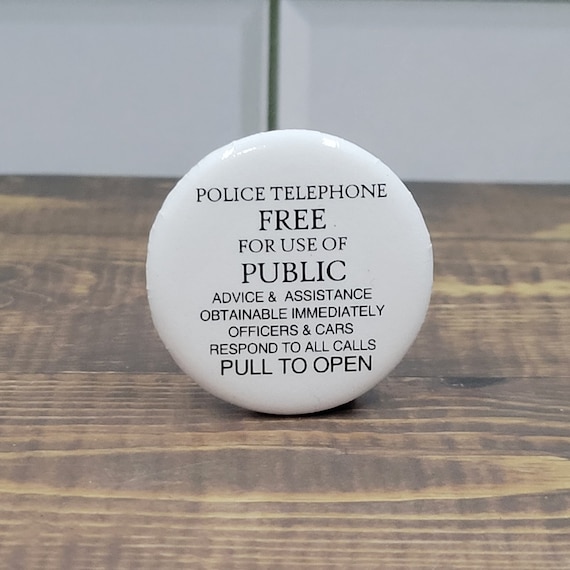 POLICE TELEPHONE
FREE
FOR USE OF
PUBLIC
ADVICE & ASSISTANCE
OBTAINABLE IMMEDIATELY
OFFICERS & CARS
RESPOND TO ALL CALLS
PULL TO OPEN